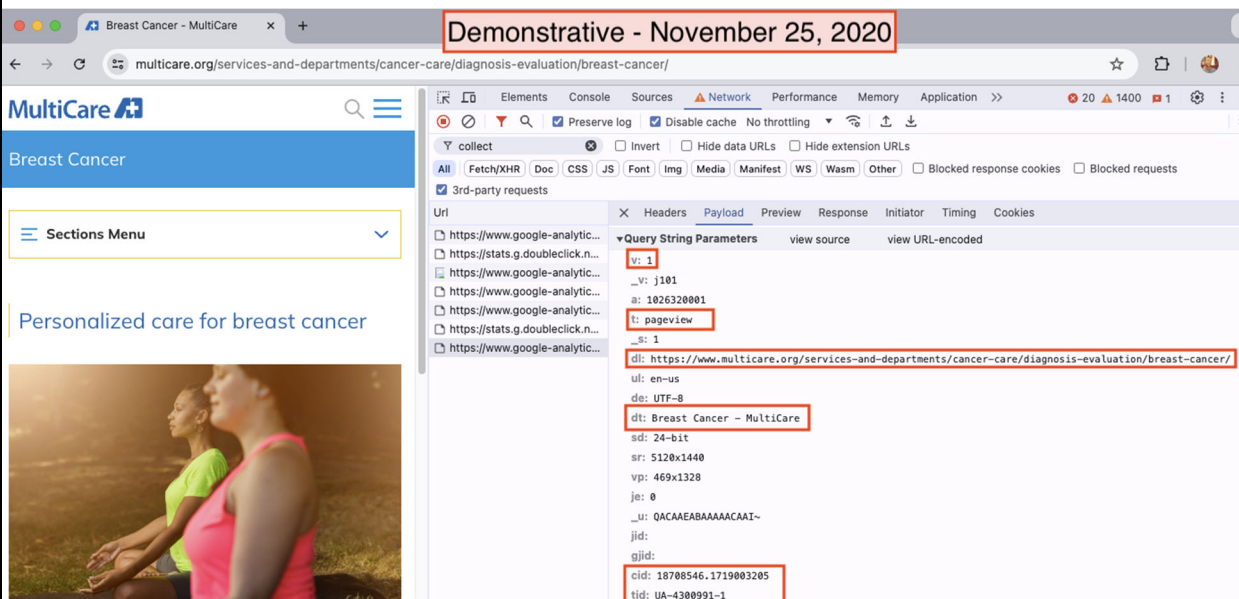 Breast Cancer - MultiCare
Demonstrative - November 25, 2020
multicare.org/services-and-departments/cancer-care/diagnosis-evaluation/breast-cancer/
MultiCare
Breast Cancer
Sections Menu
Personalized care for breast cancer
Elements Console Sources Network Performance Memory Application 20 1400 1
Preserve log Disable cache No throttling
collect Invert Hide data URLs Hide extension URLs
All Fetch/XHR Doc CSS JS Font Img Media Manifest WS Wasm Other Blocked response cookies Blocked requests
3rd-party requests
Url
https://www.google-analytic...
https://stats.g.doubleclick.n...
https://www.google-analytic...
https://www.google-analytic...
https://www.google-analytic...
https://stats.g.doubleclick.n...
https://www.google-analytic...
Headers Payload Preview Response Initiator Timing Cookies
Query String Parameters view source view URL-encoded
v: 1
_v: j101
a: 1026320001
t: pageview
_s: 1
dl: https://www.multicare.org/services-and-departments/cancer-care/diagnosis-evaluation/breast-cancer/
ul: en-us
de: UTF-8
dt: Breast Cancer - MultiCare
sd: 24-bit
sr: 5120x1440
vp: 469x1328
je: 0
_u: QACAAEABAAAAACAAI~
jid:
gjid:
cid: 18708546.1719003205
tid: UA-4300991-1